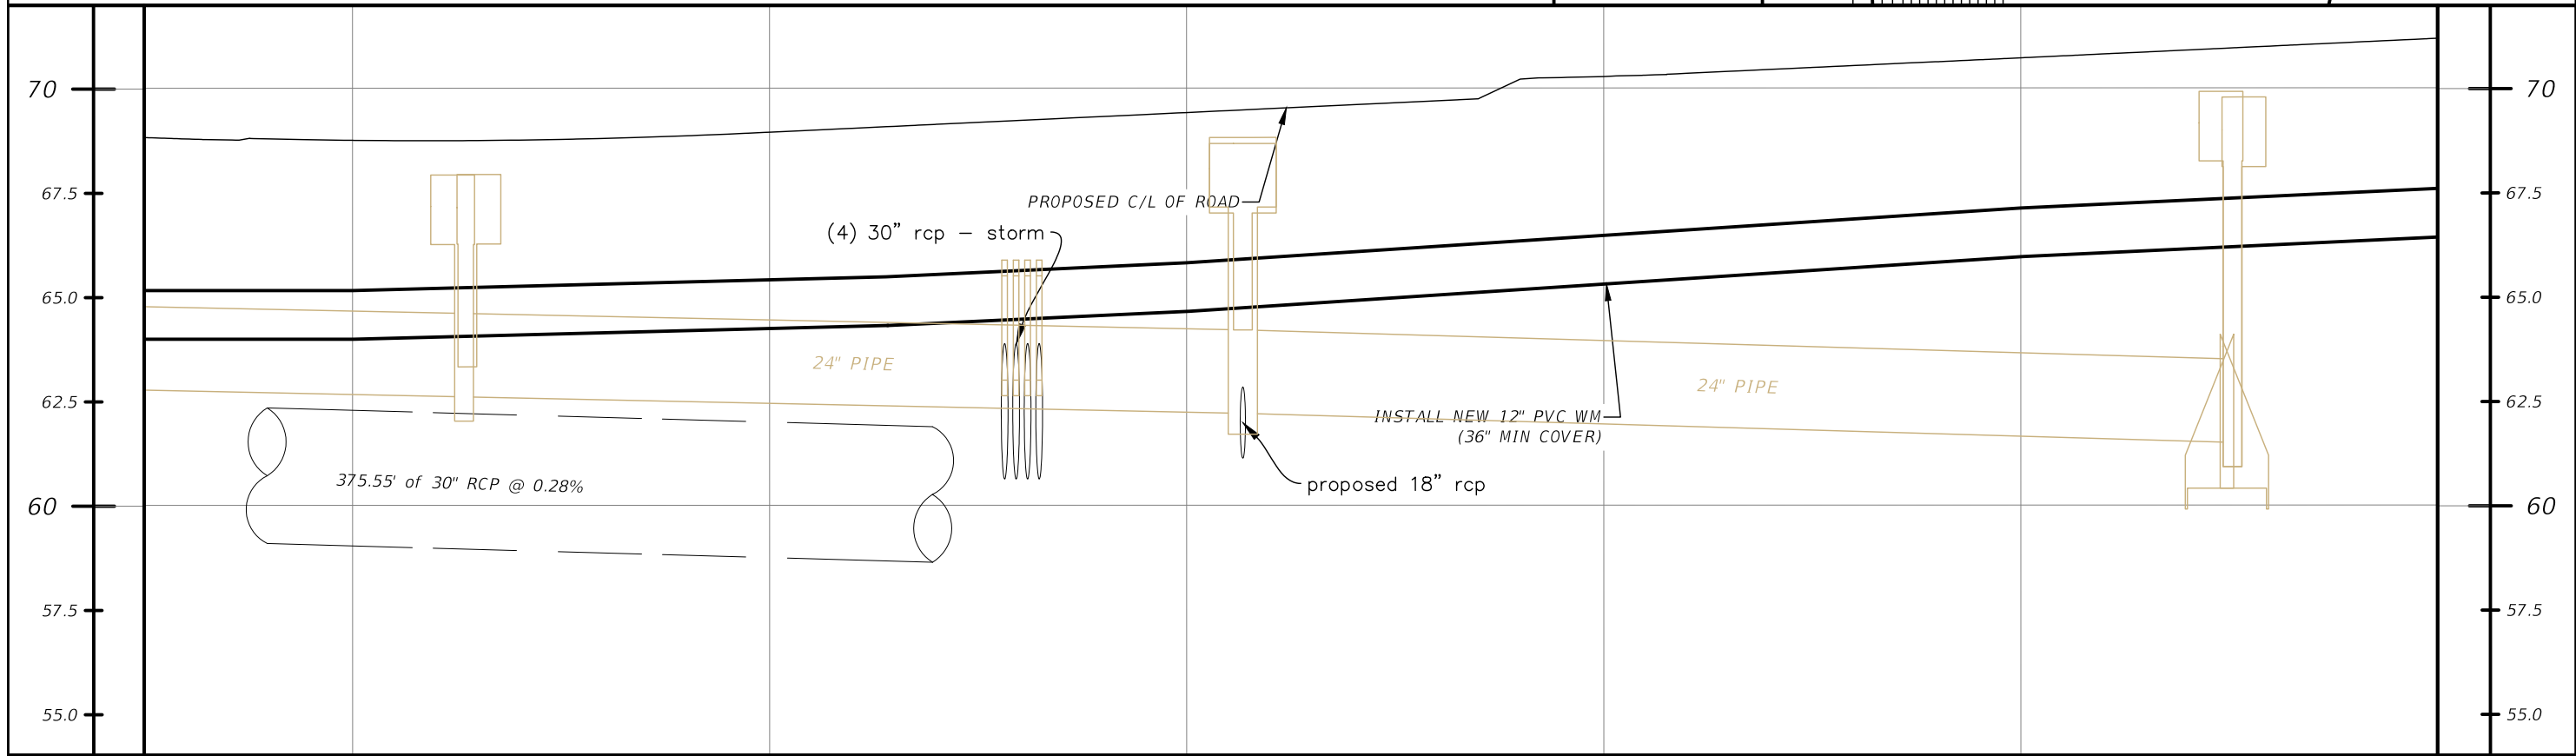 70
70
67.5
67.5
PROPOSED C/L OF ROAD
(4) 30” rcp – storm
65.0
65.0
24" PIPE
24" PIPE
62.5
62.5
INSTALL NEW 12" PVC WM
(36" MIN COVER)
375.55' of 30" RCP @ 0.28%
proposed 18” rcp
60
60
57.5
57.5
55.0
55.0